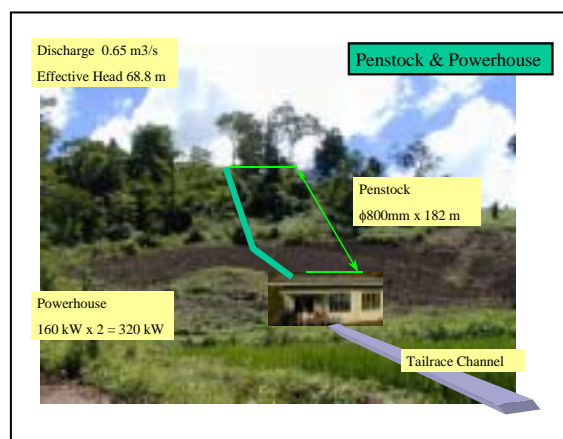 Discharge 0.65 m3/s
Effective Head 68.8 m
Penstock & Powerhouse
Penstock
ϕ800mm x 182 m
Powerhouse
160 kW x 2 = 320 kW
Tailrace Channel